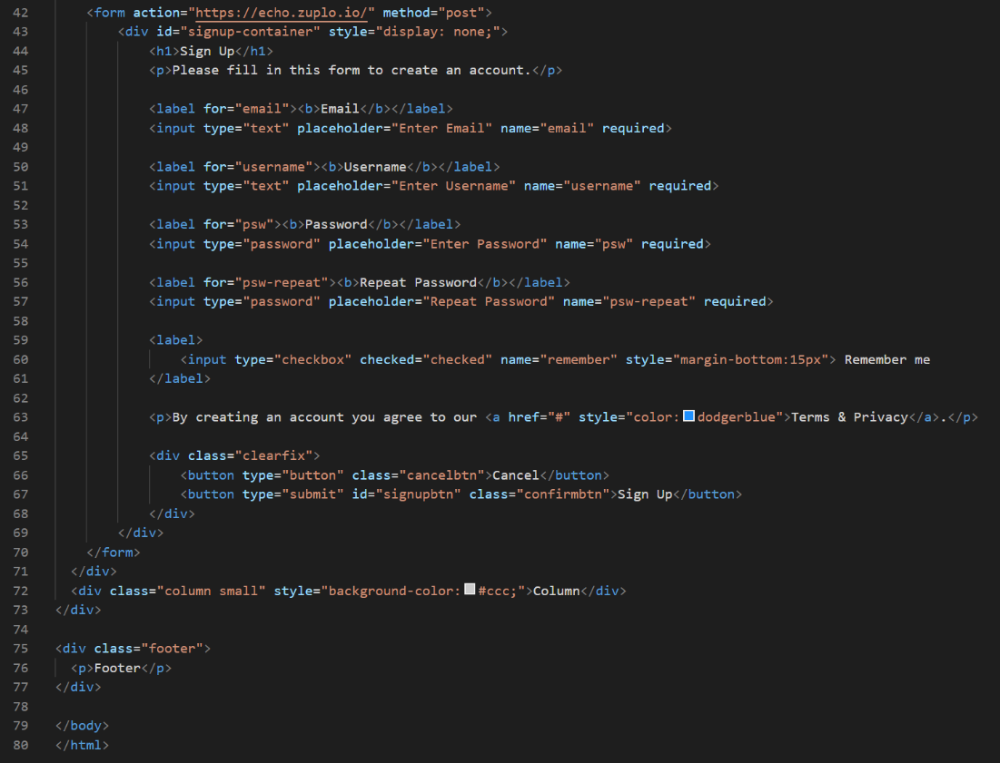 42 <form action="https://echo.zuplo.io/" method="post">
43 <div id="signup-container" style="display: none;">
44 <h1>Sign Up</h1>
45 <p>Please fill in this form to create an account.</p>
46
47 <label for="email"><b>Email</b></label>
48 <input type="text" placeholder="Enter Email" name="email" required>
49
50 <label for="username"><b>Username</b></label>
51 <input type="text" placeholder="Enter Username" name="username" required>
52
53 <label for="psw"><b>Password</b></label>
54 <input type="password" placeholder="Enter Password" name="psw" required>
55
56 <label for="psw-repeat"><b>Repeat Password</b></label>
57 <input type="password" placeholder="Repeat Password" name="psw-repeat" required>
58
59 <label>
60 <input type="checkbox" checked="checked" name="remember" style="margin-bottom:15px"> Remember me
61 </label>
62
63 <p>By creating an account you agree to our <a href="#" style="color:dodgerblue">Terms & Privacy</a>.</p>
64
65 <div class="clearfix">
66 <button type="button" class="cancelbtn">Cancel</button>
67 <button type="submit" id="signupbtn" class="confirmbtn">Sign Up</button>
68 </div>
69 </div>
70 </form>
71 </div>
72 <div class="column small" style="background-color:#ccc;">Column</div>
73 </div>
74
75 <div class="footer">
76 <p>Footer</p>
77 </div>
78
79 </body>
80 </html>